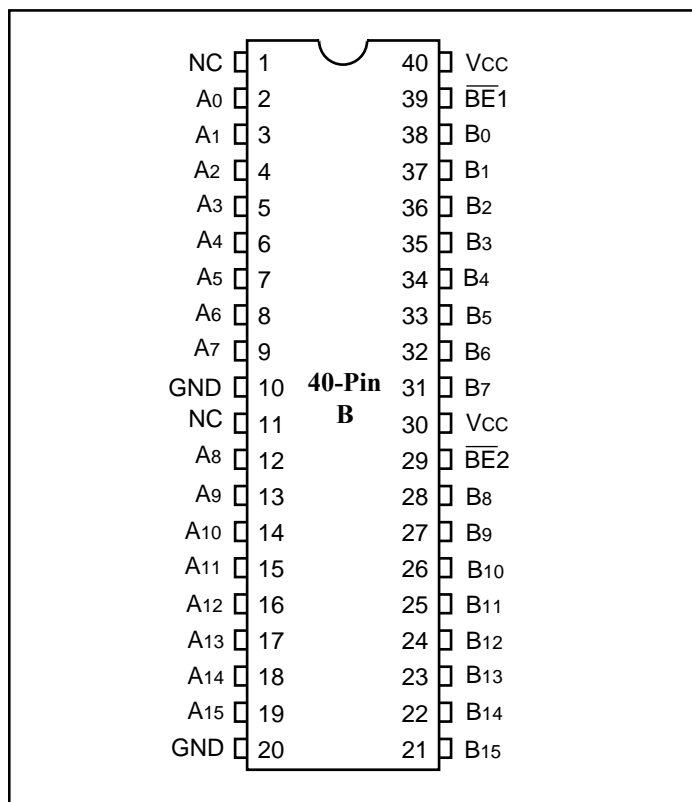 NC 1 40 VCC
A0 2 39 B̅E̅1
A1 3 38 B0
A2 4 37 B1
A3 5 36 B2
A4 6 35 B3
A5 7 34 B4
A6 8 33 B5
A7 9 32 B6
GND 10 40-Pin 31 B7
NC 11 B 30 VCC
A8 12 29 B̅E̅2
A9 13 28 B8
A10 14 27 B9
A11 15 26 B10
A12 16 25 B11
A13 17 24 B12
A14 18 23 B13
A15 19 22 B14
GND 20 21 B15